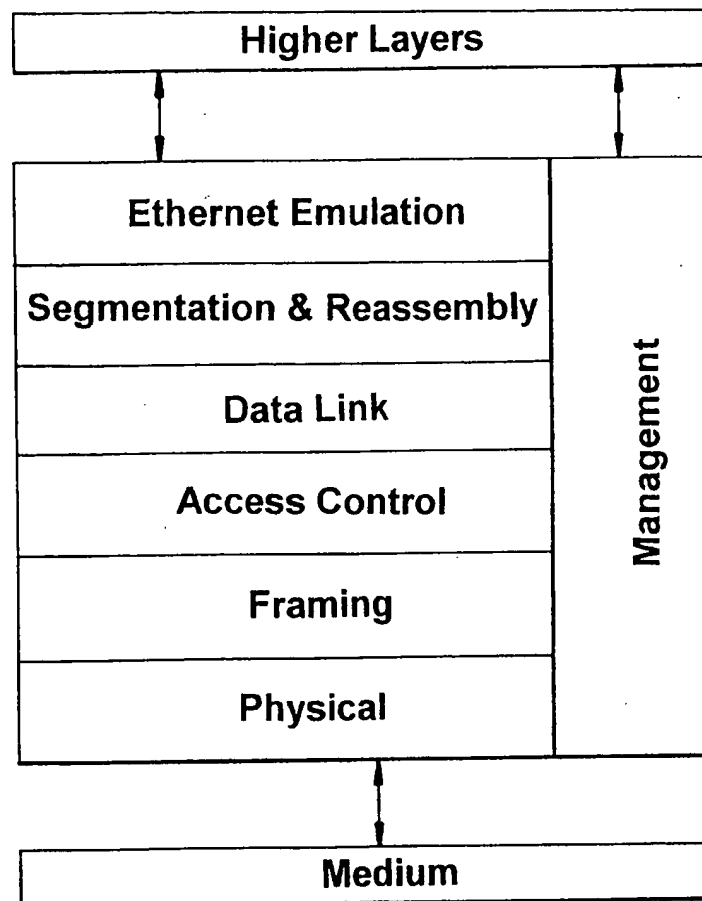 Higher Layers
Ethernet Emulation
Segmentation & Reassembly
Data Link
Access Control
Framing
Physical
Management
Medium